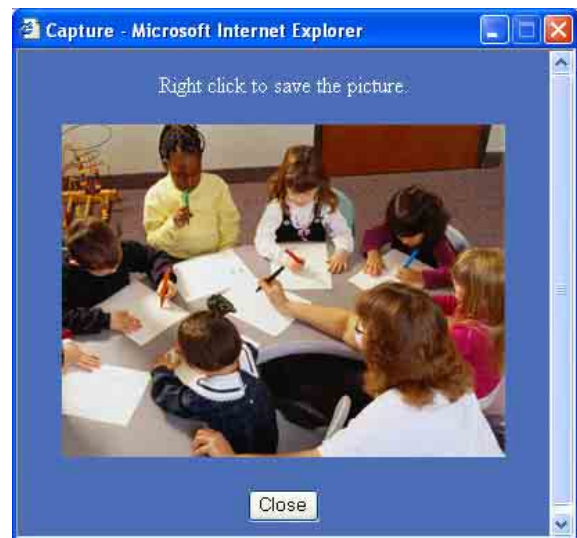 Capture - Microsoft Internet Explorer
Right click to save the picture.
Close